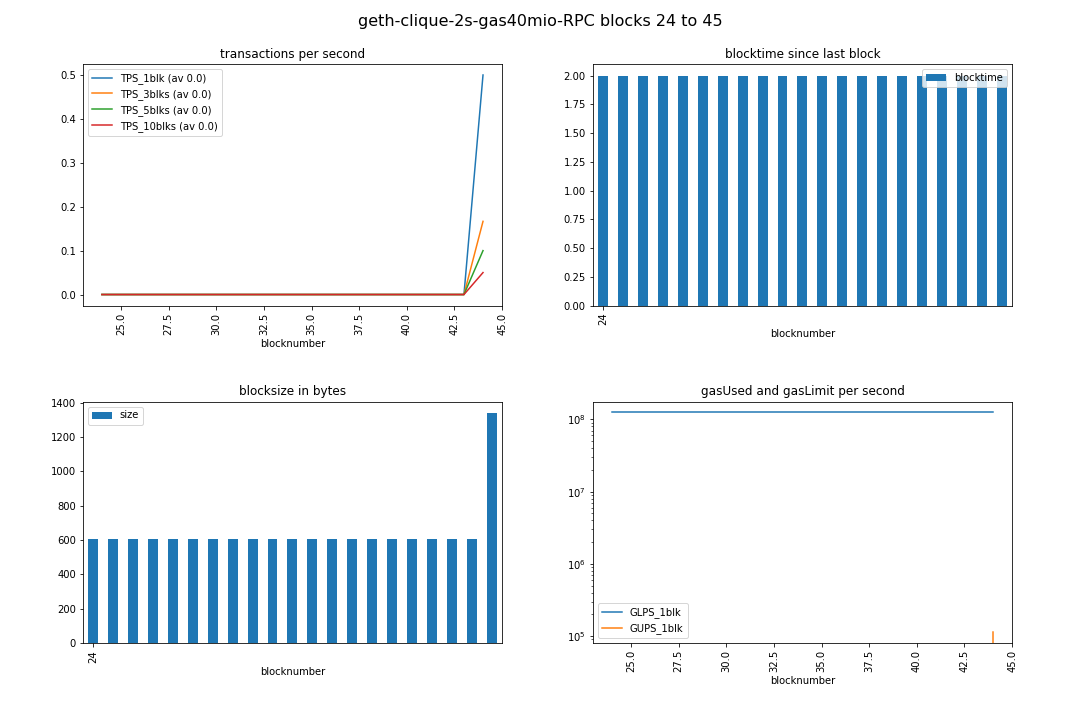 geth-clique-2s-gas40mio-RPC blocks 24 to 45
transactions per second
0.5
0.4
0.3
0.2
0.1
0.0
TPS_1blk (av 0.0)
TPS_3blks (av 0.0)
TPS_5blks (av 0.0)
TPS_10blks (av 0.0)
25.0 27.5 30.0 32.5 35.0 37.5 40.0 42.5 45.0
blocknumber
blocktime since last block
2.00
1.75
1.50
1.25
1.00
0.75
0.50
0.25
0.00
blocktime
24
blocknumber
blocksize in bytes
1400
1200
1000
800
600
400
200
0
size
24
blocknumber
gasUsed and gasLimit per second
10⁸
10⁷
10⁶
10⁵
GLPS_1blk
GUPS_1blk
25.0 27.5 30.0 32.5 35.0 37.5 40.0 42.5 45.0
blocknumber